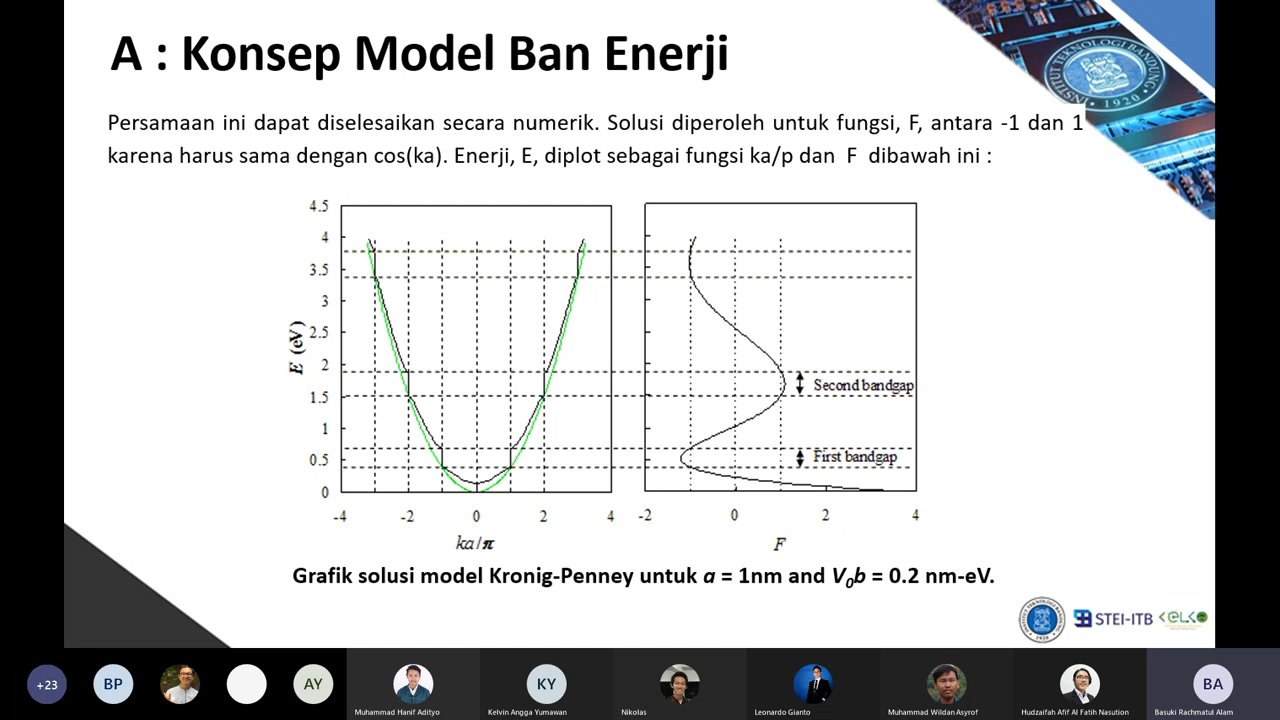 A : Konsep Model Ban Enerji
INSTITUT TEKNOLOGI BANDUNG
• 1920 •
Persamaan ini dapat diselesaikan secara numerik. Solusi diperoleh untuk fungsi, F, antara -1 dan 1
karena harus sama dengan cos(ka). Enerji, E, diplot sebagai fungsi ka/p dan F dibawah ini :
4.5
4
3.5
3
2.5
2
1.5
1
0.5
0
E (eV)
-4 -2 0 2 4
ka/π
Second bandgap
First bandgap
-2 0 2 4
F
Grafik solusi model Kronig-Penney untuk a = 1nm and V₀b = 0.2 nm-eV.
STEI-ITB
+23
BP
AY
Muhammad Hanif Adityo
KY
Kelvin Angga Yumawan
Nikolas
Leonardo Gianto
Muhammad Wildan Asyrof
Hudzaifah Afif Al Fatih Nasution
BA
Basuki Rachmatul Alam